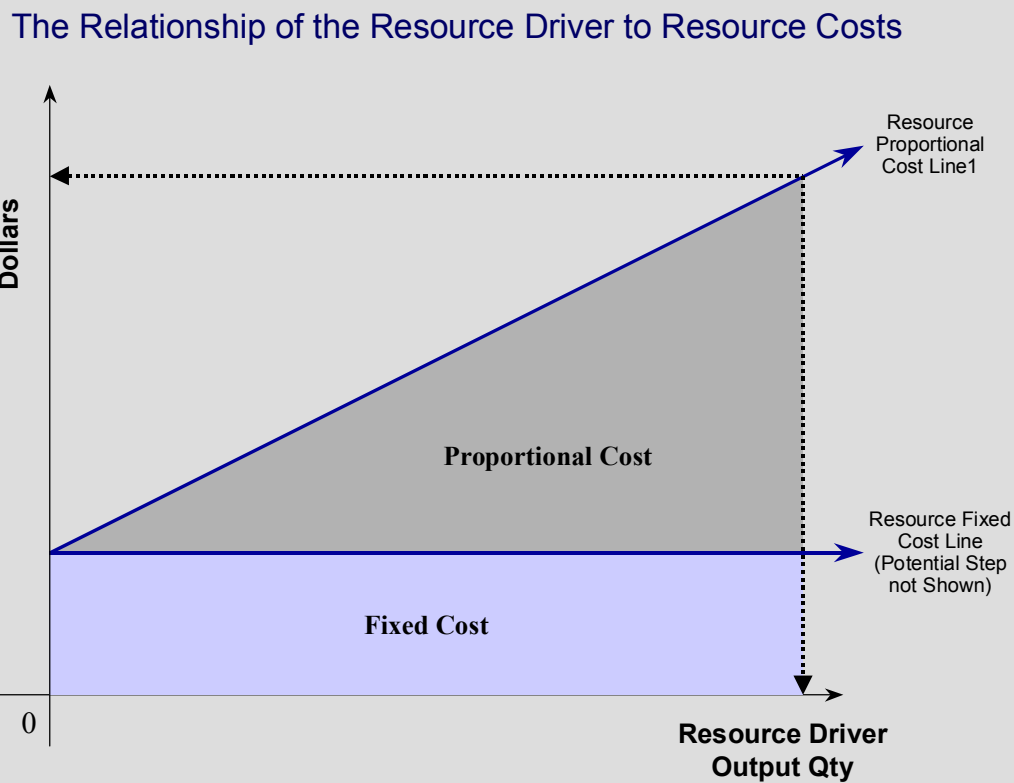 The Relationship of the Resource Driver to Resource Costs
Resource
Proportional
Cost Line1
Dollars
Proportional Cost
Resource Fixed
Cost Line
(Potential Step
not Shown)
Fixed Cost
0
Resource Driver
Output Qty